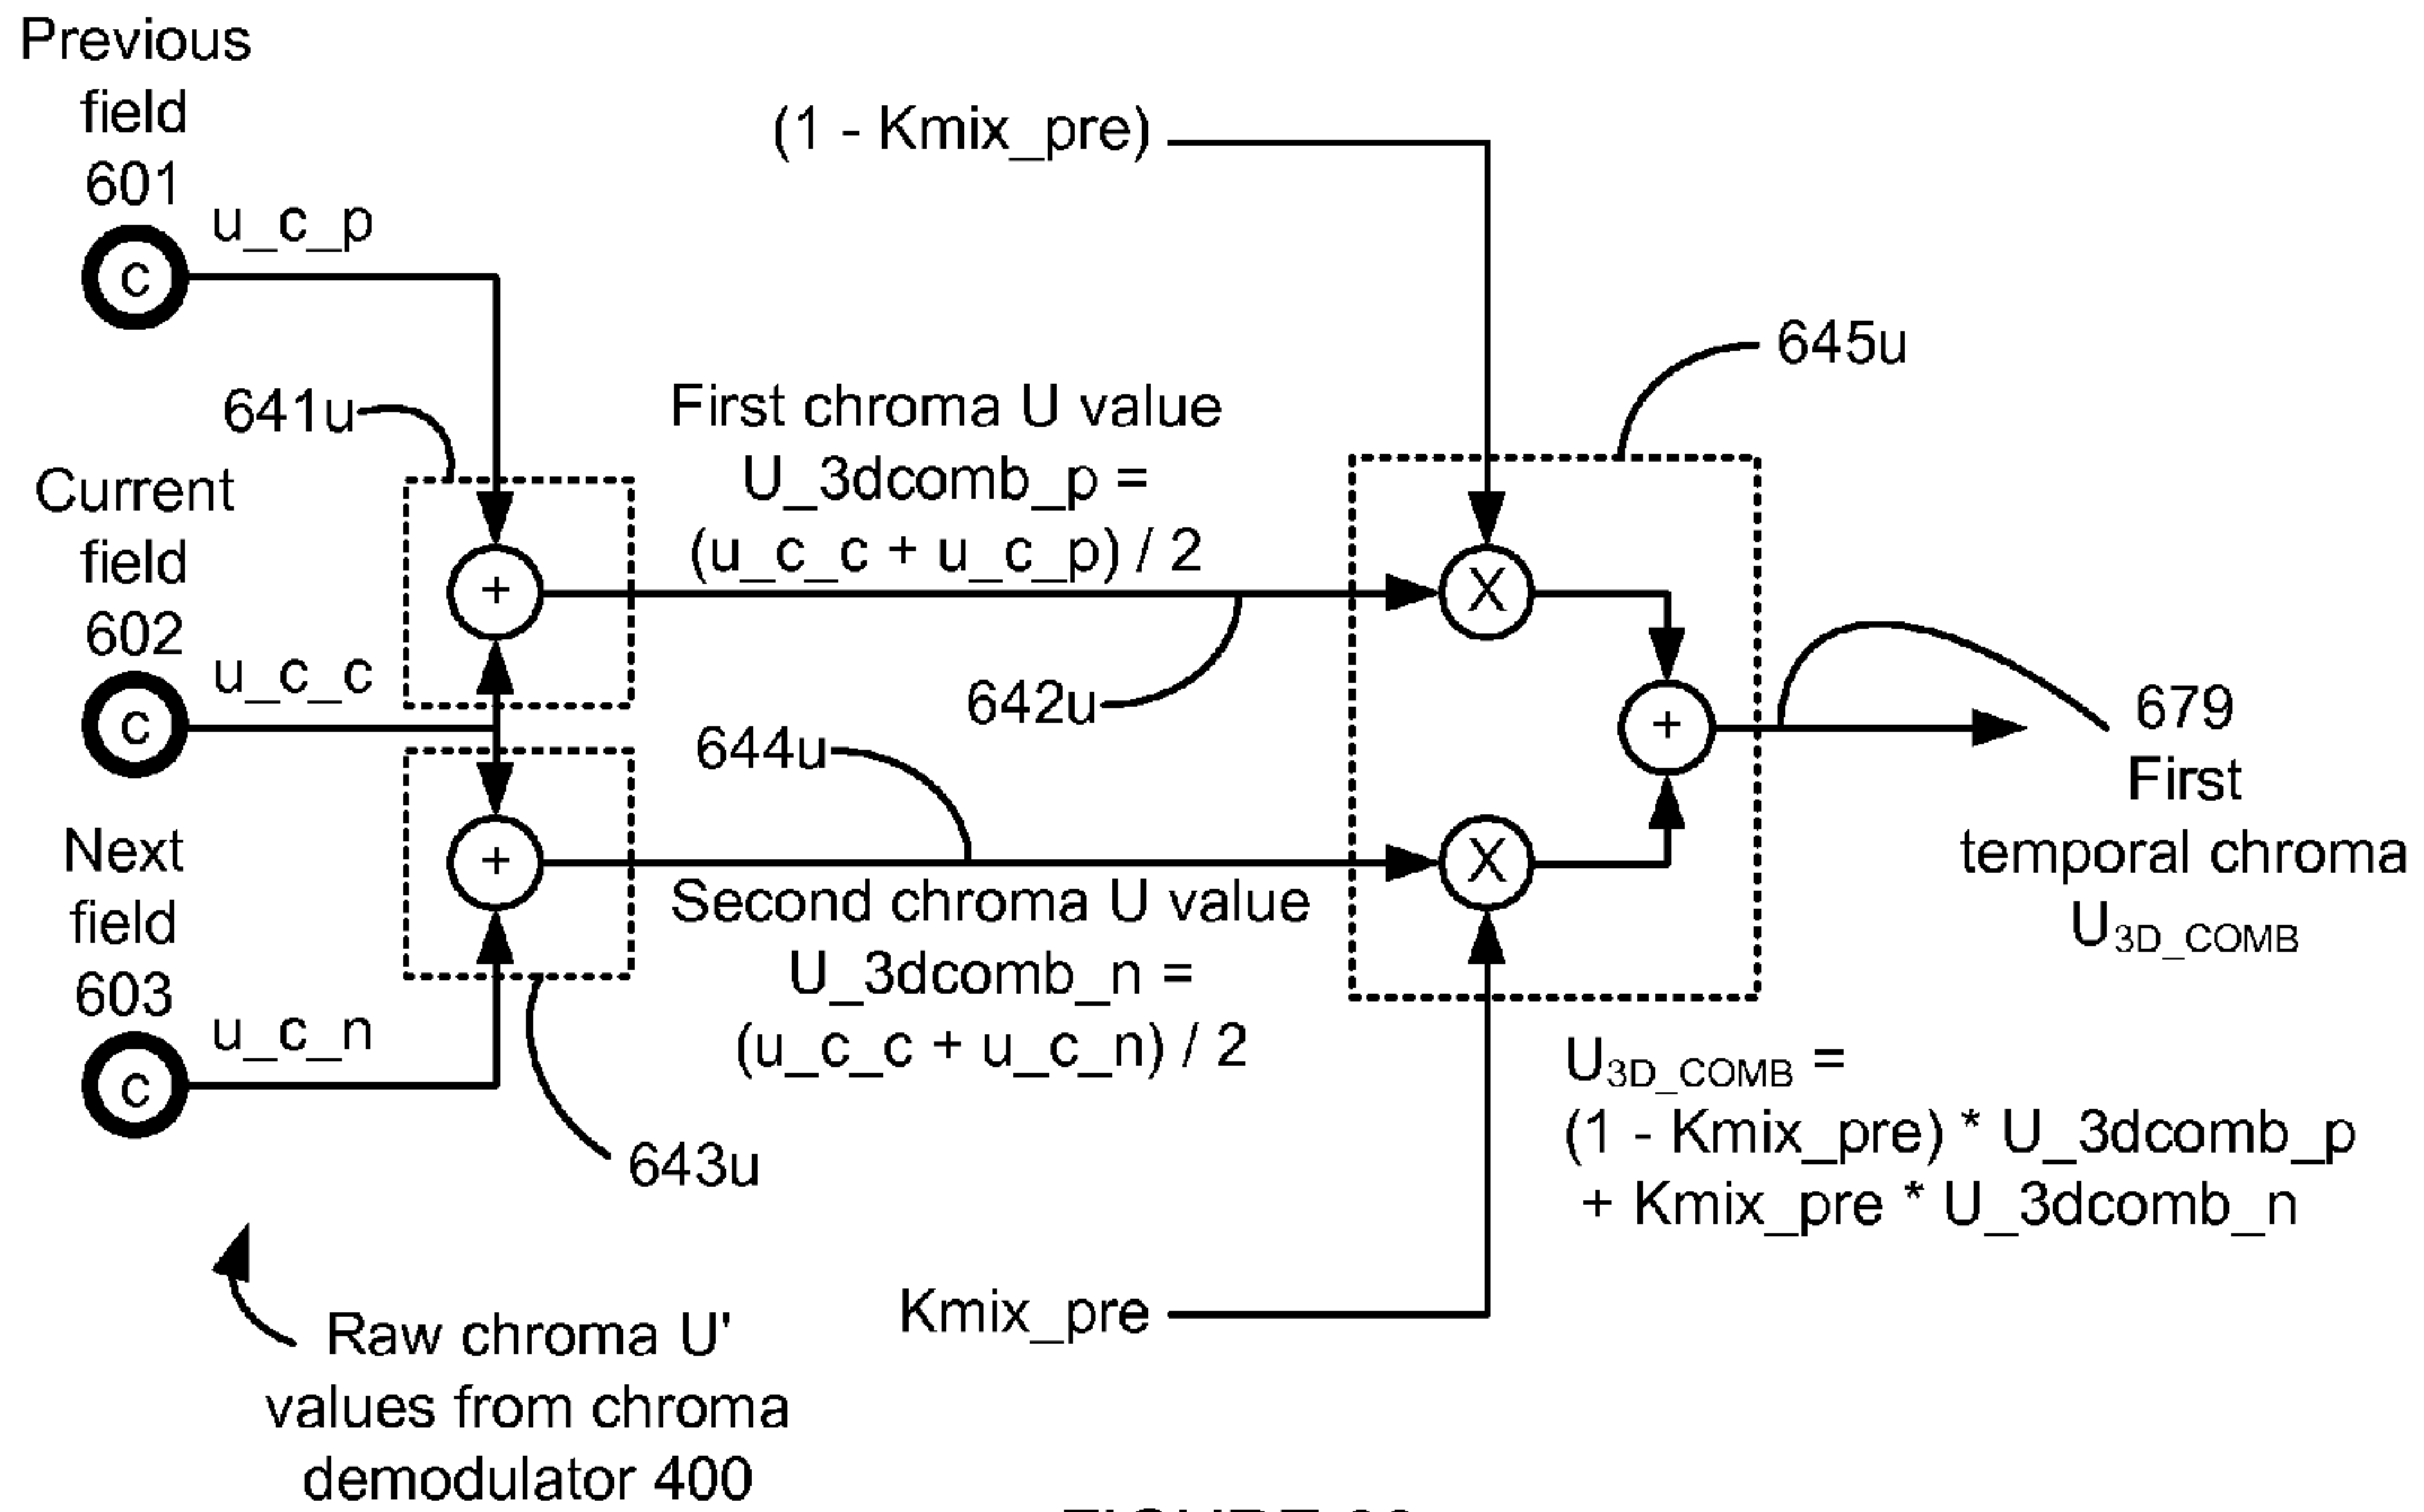 Previous
field
601
u_c_p
c
(1 - Kmix_pre)
645u
641u
First chroma U value
U_3dcomb_p =
(u_c_c + u_c_p) / 2
Current
field
602
u_c_c
c
+
X
642u
644u
+
679
First
temporal chroma
U3D_COMB
Next
field
603
u_c_n
c
+
X
Second chroma U value
U_3dcomb_n =
(u_c_c + u_c_n) / 2
643u
U3D_COMB =
(1 - Kmix_pre) * U_3dcomb_p
+ Kmix_pre * U_3dcomb_n
Kmix_pre
Raw chroma U'
values from chroma
demodulator 400